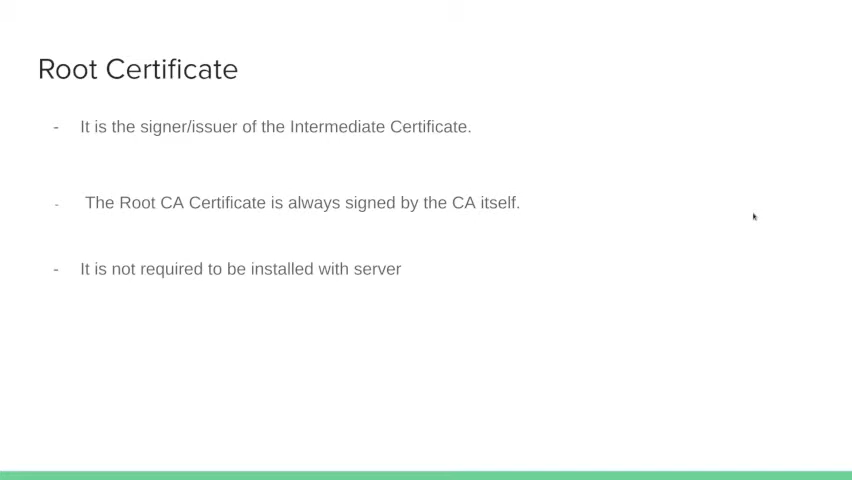 Root Certificate
- It is the signer/issuer of the Intermediate Certificate.
- The Root CA Certificate is always signed by the CA itself.
- It is not required to be installed with server